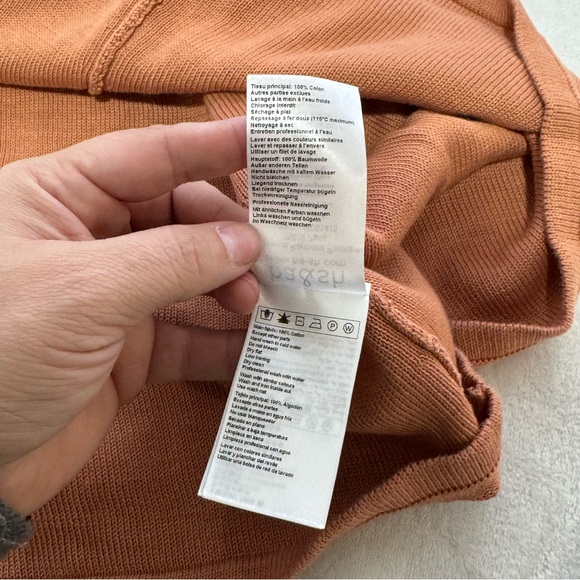 Tissu principal: 100% Coton
Autres parties exclues
Lavage à la main à l'eau froide
Chlorage interdit
Séchage à plat
Repassage à fer doux (110°C maximum)
Nettoyage à sec
Entretien professionnel à l'eau
Laver avec des couleurs similaires
Laver et repasser à l'envers
Utiliser un filet de lavage
Hauptstoff: 100% Baumwolle
Außer anderen Teilen
Handwäsche mit kaltem Wasser
Nicht bleichen
Liegend trocknen
Bei niedriger Temperatur bügeln
Trockenreinigung
Professionelle Nassreinigung
Mit ähnlichen Farben waschen
Links waschen und bügeln
Im Waschnetz waschen
ba&sh
P W
Main fabric: 100% Cotton
Except other parts
Hand wash in cold water
Do not bleach
Dry flat
Low ironing
Dry clean
Professional wash with water
Wash with similar colours
Wash and iron inside out
Use wash net
Tejido principal: 100% Algodon
Excepto otras partes
Lavado a mano en agua fría
No usar blanqueador
Secado en plano
Planchar a baja temperatura
Limpieza en seco
Limpieza profesional con agua
Lavar con colores similares
Lavar y planchar del revés
Utilizar una bolsa de red de lavado